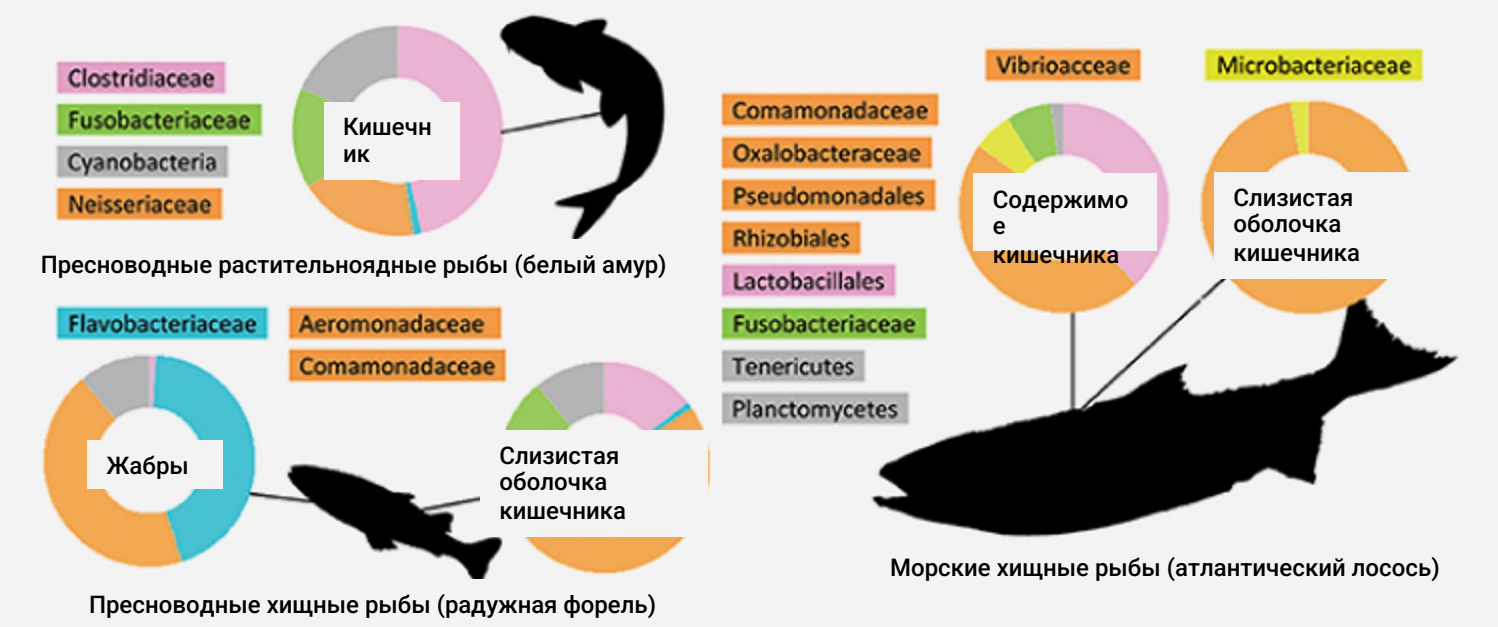 Clostridiaceae
Fusobacteriaceae
Cyanobacteria
Neisseriaceae
Кишечн
ик
Пресноводные растительноядные рыбы (белый амур)
Flavobacteriaceae
Aeromonadaceae
Comamonadaceae
Жабры
Слизистая
оболочка
кишечника
Пресноводные хищные рыбы (радужная форель)
Vibrioacceae
Microbacteriaceae
Comamonadaceae
Oxalobacteraceae
Pseudomonadales
Rhizobiales
Lactobacillales
Fusobacteriaceae
Tenericutes
Planctomycetes
Содержимо
е
кишечника
Слизистая
оболочка
кишечника
Морские хищные рыбы (атлантический лосось)